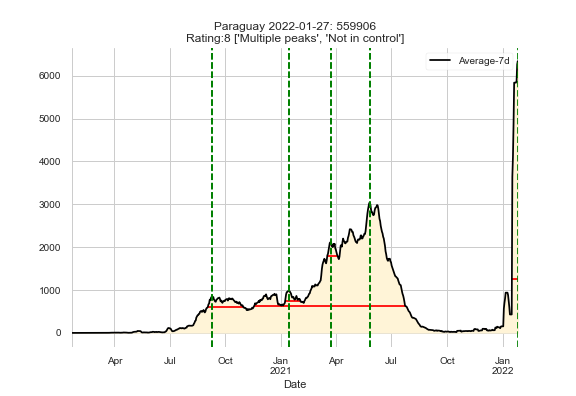 Paraguay 2022-01-27: 559906
Rating:8 ['Multiple peaks', 'Not in control']
Average-7d
6000
5000
4000
3000
2000
1000
0
Apr
Jul
Oct
Jan
2021
Apr
Jul
Oct
Jan
2022
Date